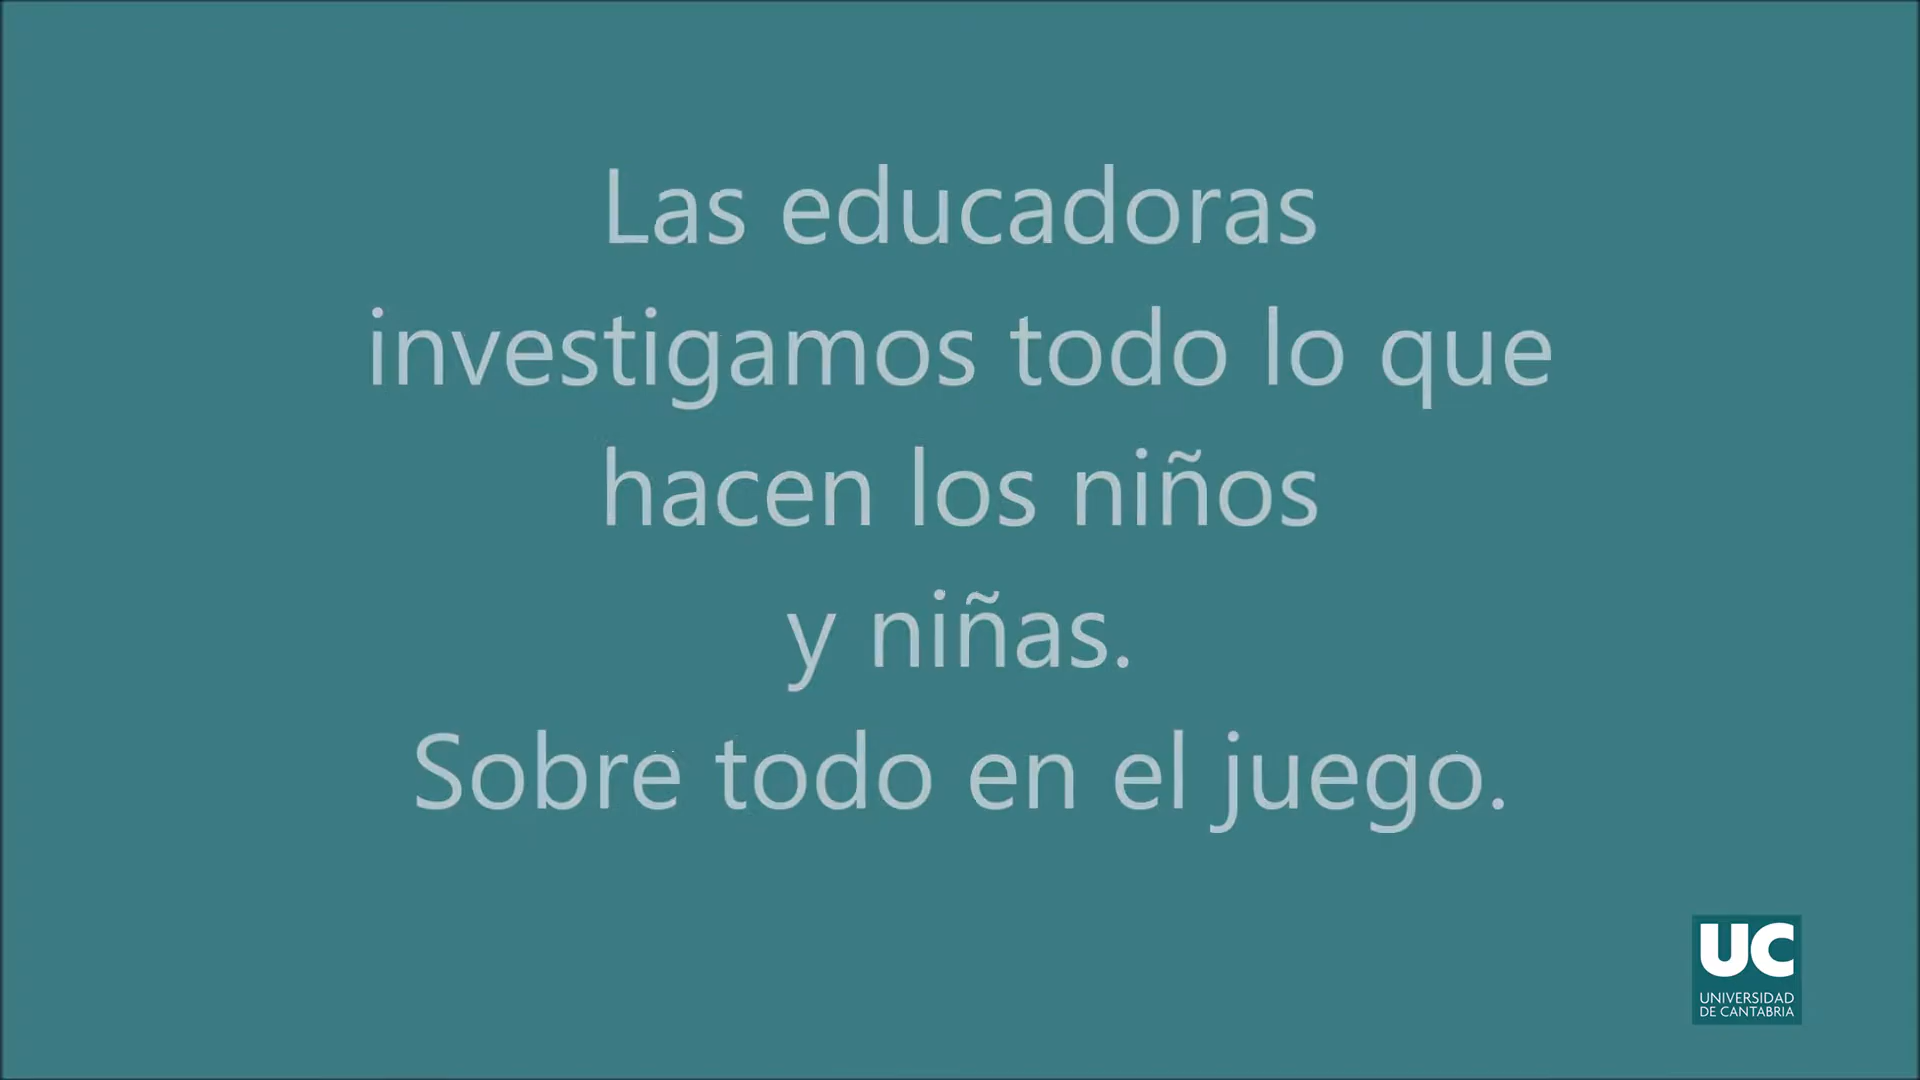 Las educadoras
investigamos todo lo que
hacen los niños
y niñas.
Sobre todo en el juego.
UC
UNIVERSIDAD
DE CANTABRIA